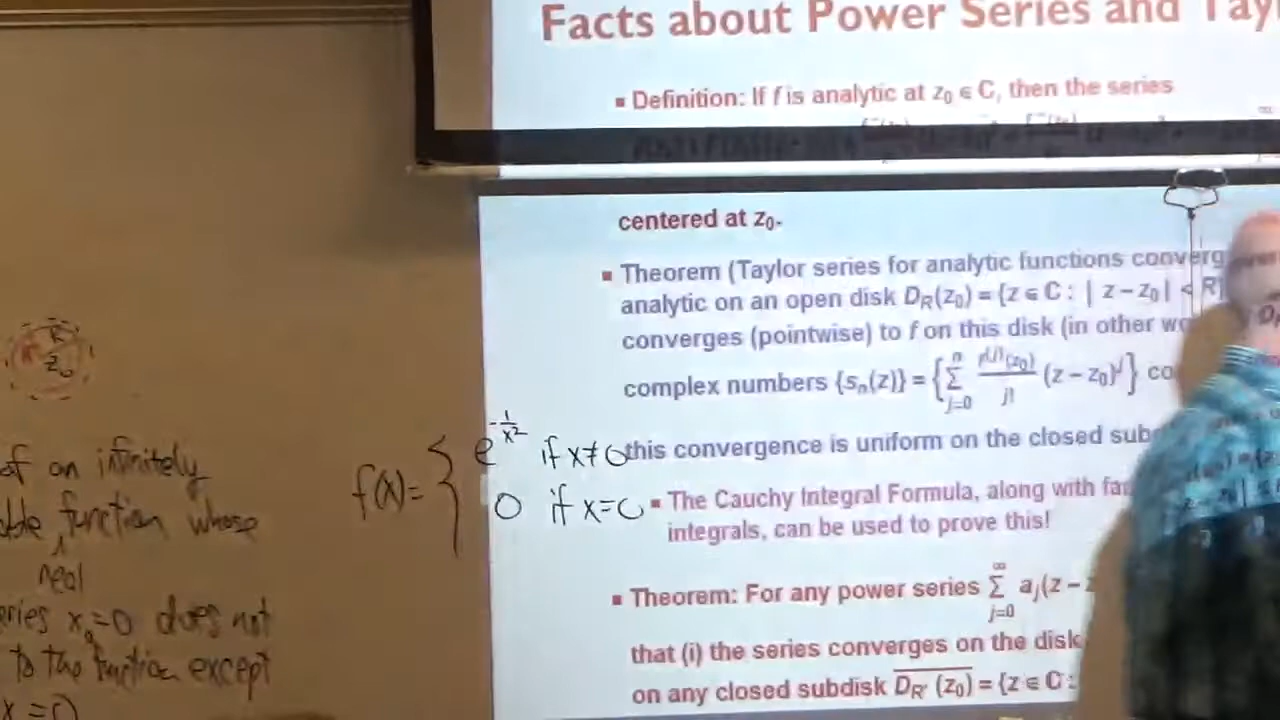 Facts about Power Series and Tay
▪ Definition: If f is analytic at z₀ ∈ C, then the series
centered at z₀.
▪ Theorem (Taylor series for analytic functions converg
analytic on an open disk D_R(z₀) = {z ∈ C : | z − z₀ | < R}
converges (pointwise) to f on this disk (in other wo
complex numbers {sₙ(z)} = { ∑_{j=0}^{n} f^{(j)}(z₀)/j! (z − z₀)^j } co
this convergence is uniform on the closed sub
▪ The Cauchy Integral Formula, along with fa
integrals, can be used to prove this!
▪ Theorem: For any power series ∑_{j=0}^{∞} a_j(z −
that (i) the series converges on the disk
on any closed subdisk \overline{D_{R'}(z₀)} = {z ∈ C :
R
z₀
of an infinitely
able function whose
real
eries x₀=0 does not
to the function except
x=0
f(x)= { e^{-1/x²} if x≠0
0 if x=0